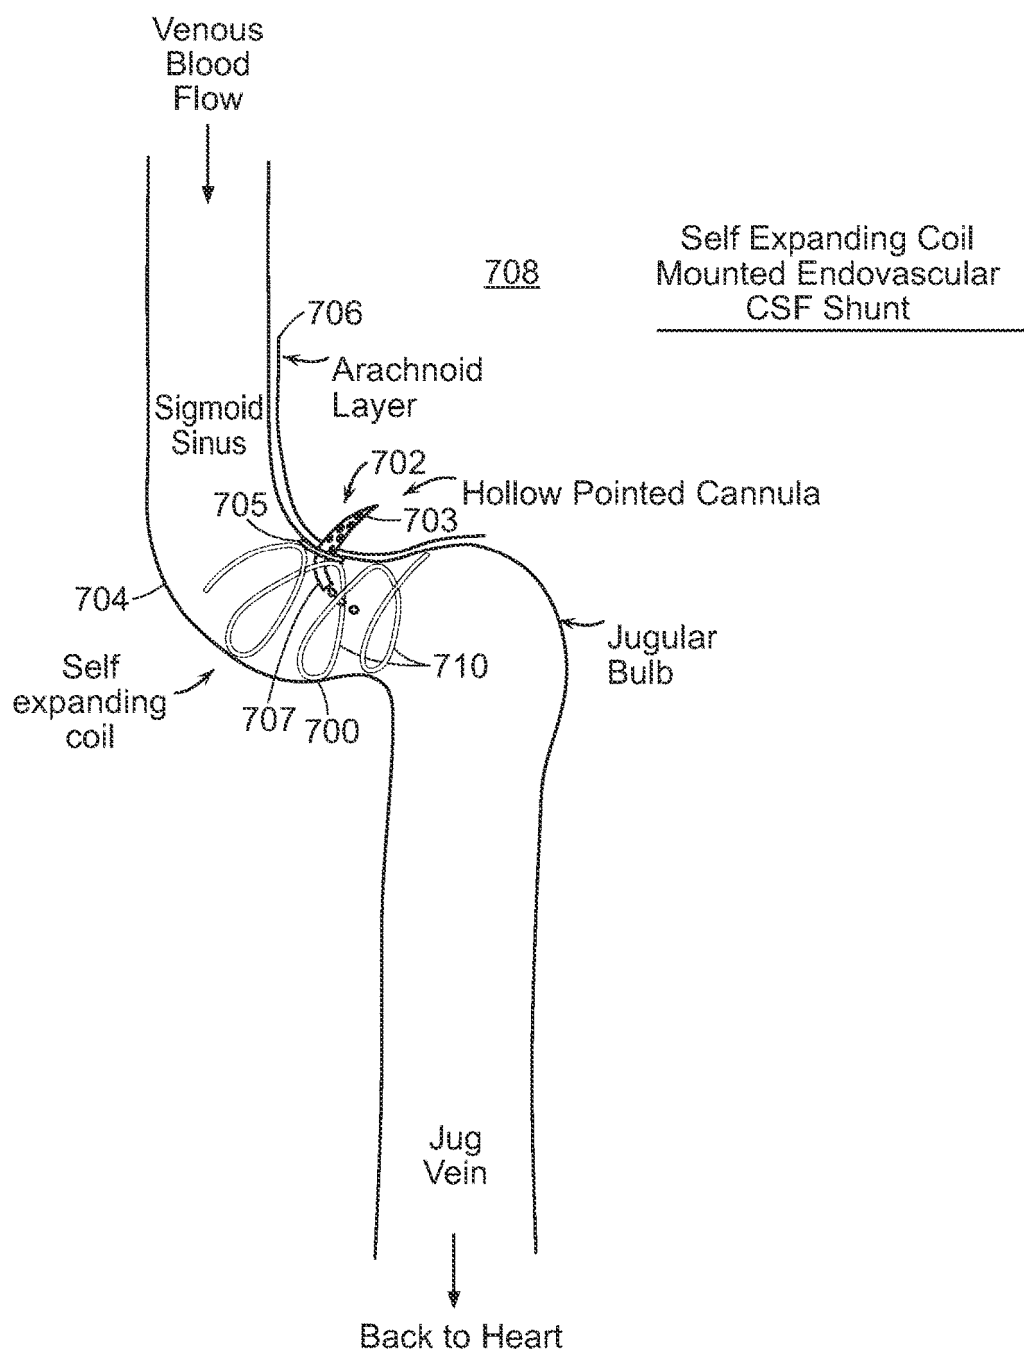 Venous
Blood
Flow
708
Self Expanding Coil
Mounted Endovascular
CSF Shunt
706
Arachnoid
Layer
Sigmoid
Sinus
702
Hollow Pointed Cannula
705
703
704
Jugular
Bulb
710
Self
expanding
coil
707
700
Jug
Vein
Back to Heart